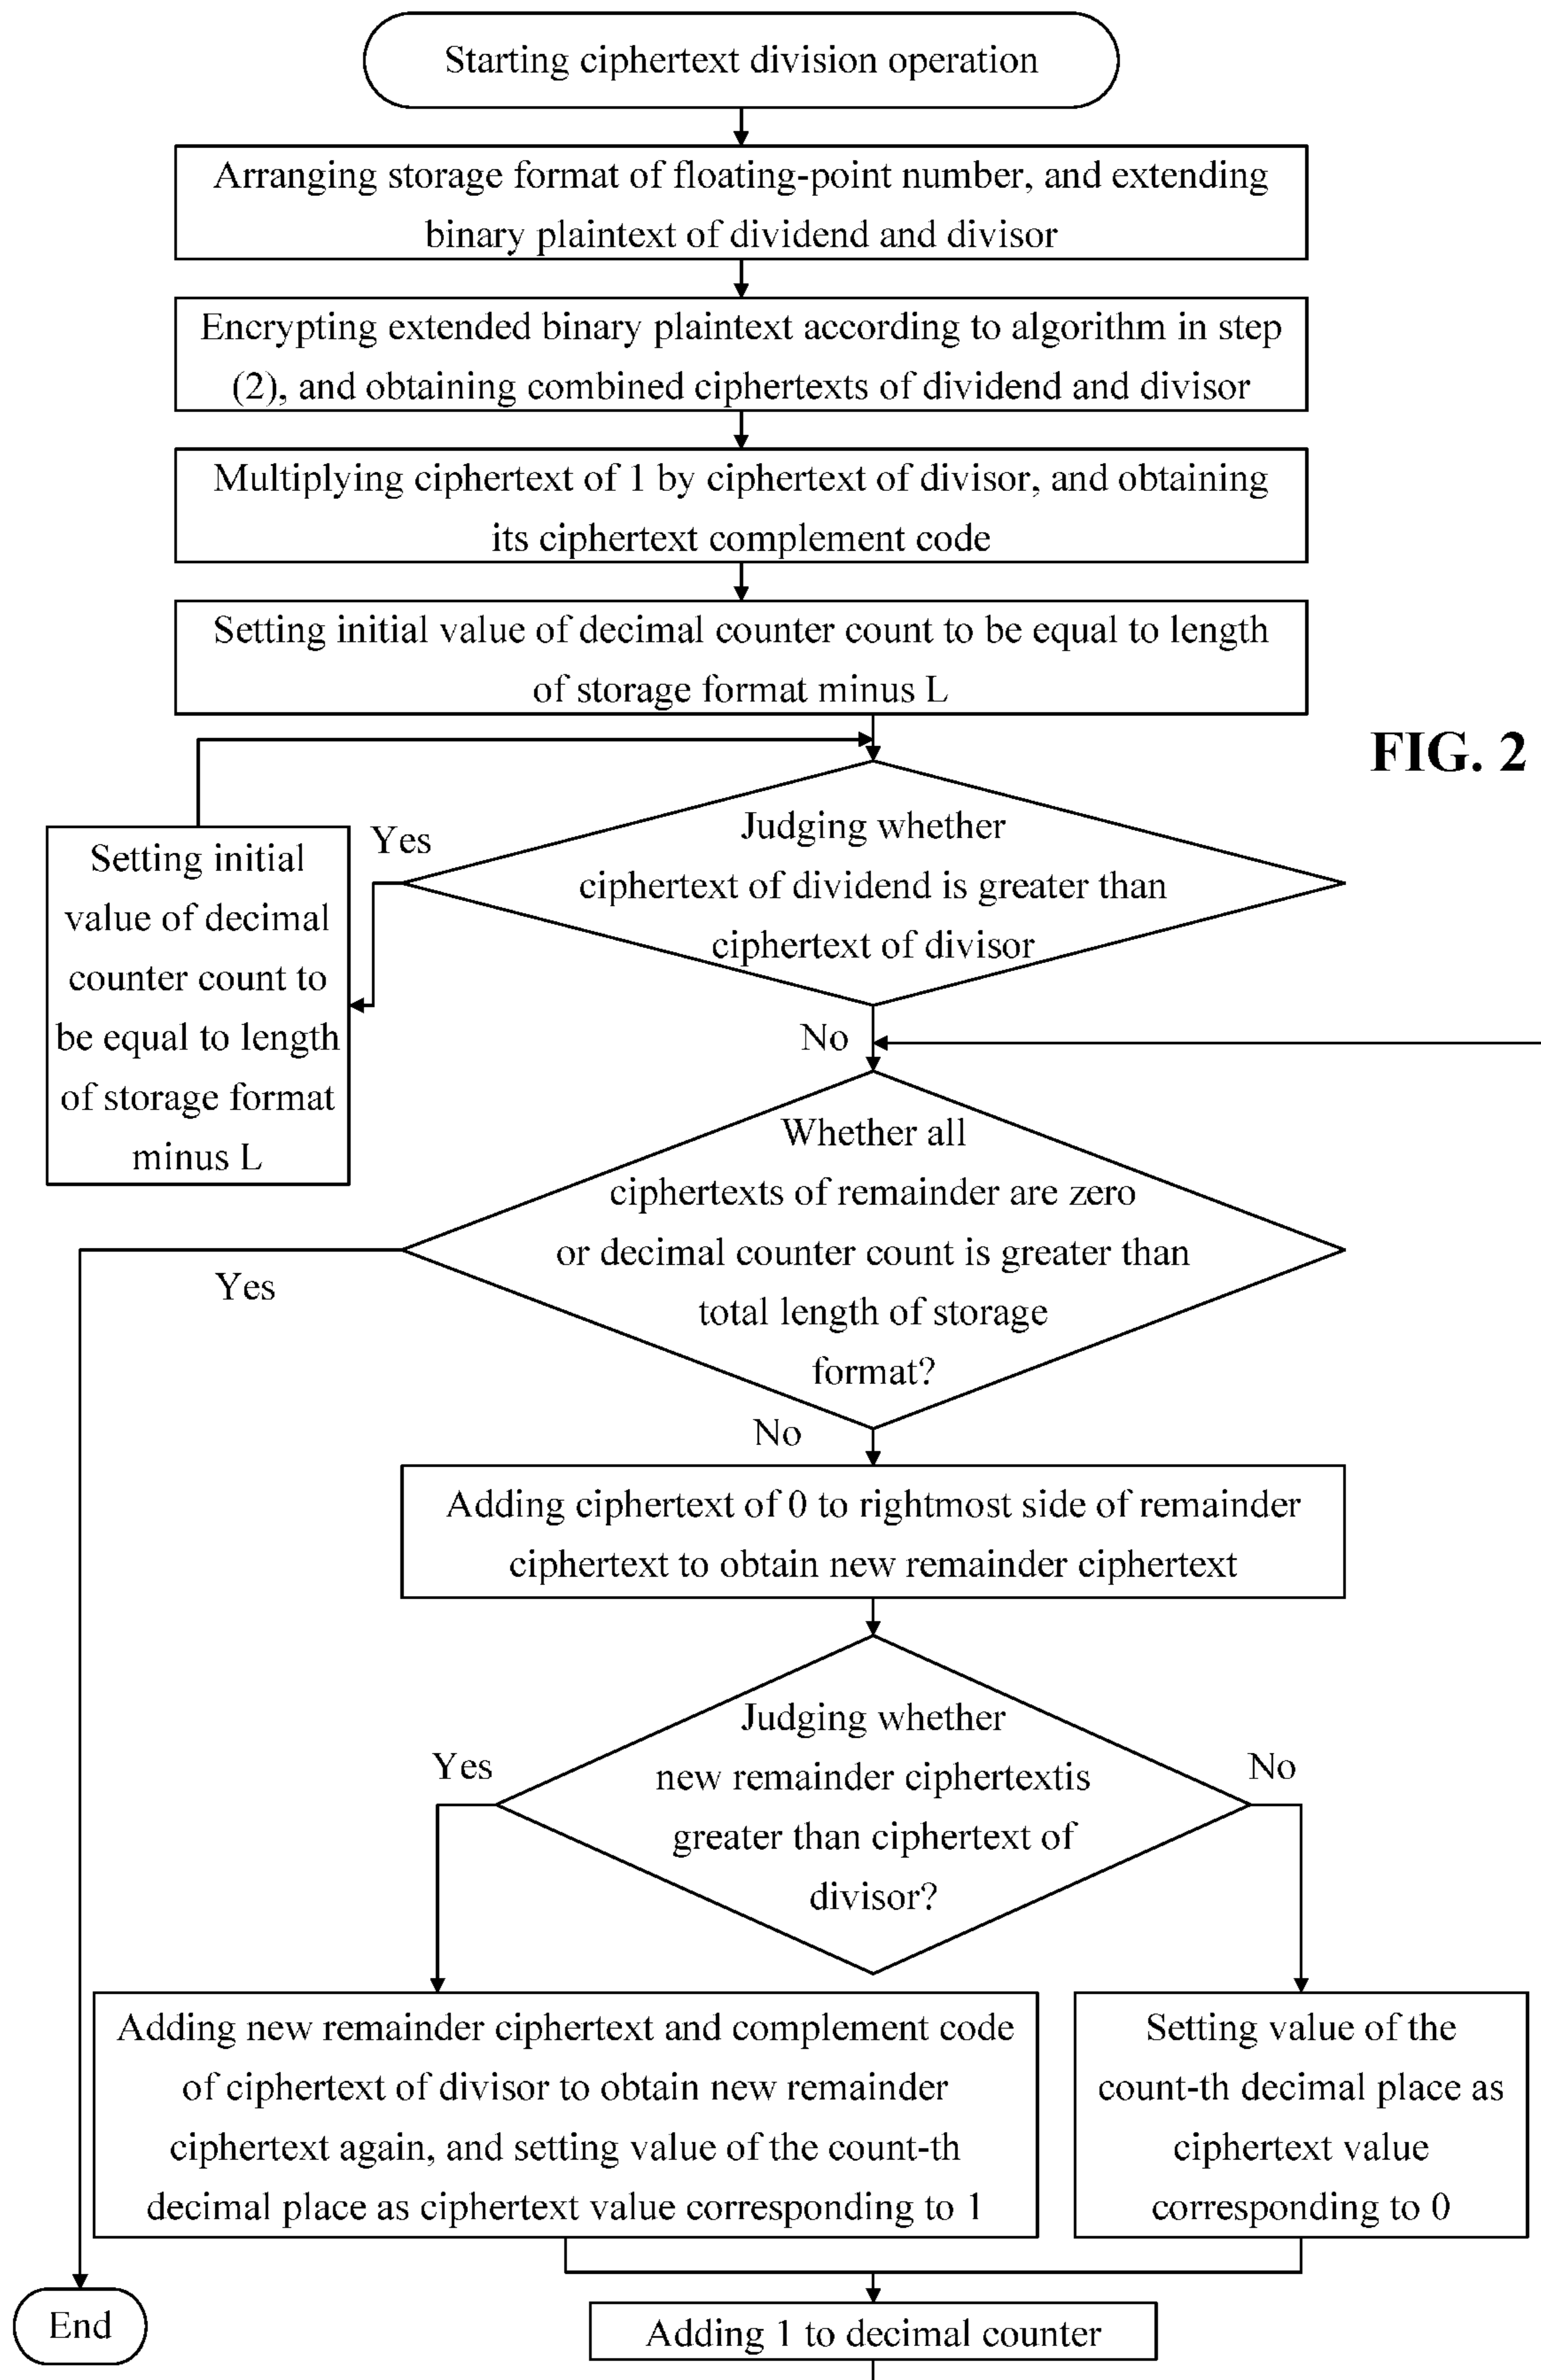 Starting ciphertext division operation
Arranging storage format of floating-point number, and extending
binary plaintext of dividend and divisor
Encrypting extended binary plaintext according to algorithm in step
(2), and obtaining combined ciphertexts of dividend and divisor
Multiplying ciphertext of 1 by ciphertext of divisor, and obtaining
its ciphertext complement code
Setting initial value of decimal counter count to be equal to length
of storage format minus L
FIG. 2
Judging whether
ciphertext of dividend is greater than
ciphertext of divisor
Yes
Setting initial
value of decimal
counter count to
be equal to length
of storage format
minus L
No
Whether all
ciphertexts of remainder are zero
or decimal counter count is greater than
total length of storage
format?
Yes
No
Adding ciphertext of 0 to rightmost side of remainder
ciphertext to obtain new remainder ciphertext
Judging whether
new remainder ciphertextis
greater than ciphertext of
divisor?
Yes
No
Adding new remainder ciphertext and complement code
of ciphertext of divisor to obtain new remainder
ciphertext again, and setting value of the count-th
decimal place as ciphertext value corresponding to 1
Setting value of the
count-th decimal place as
ciphertext value
corresponding to 0
End
Adding 1 to decimal counter